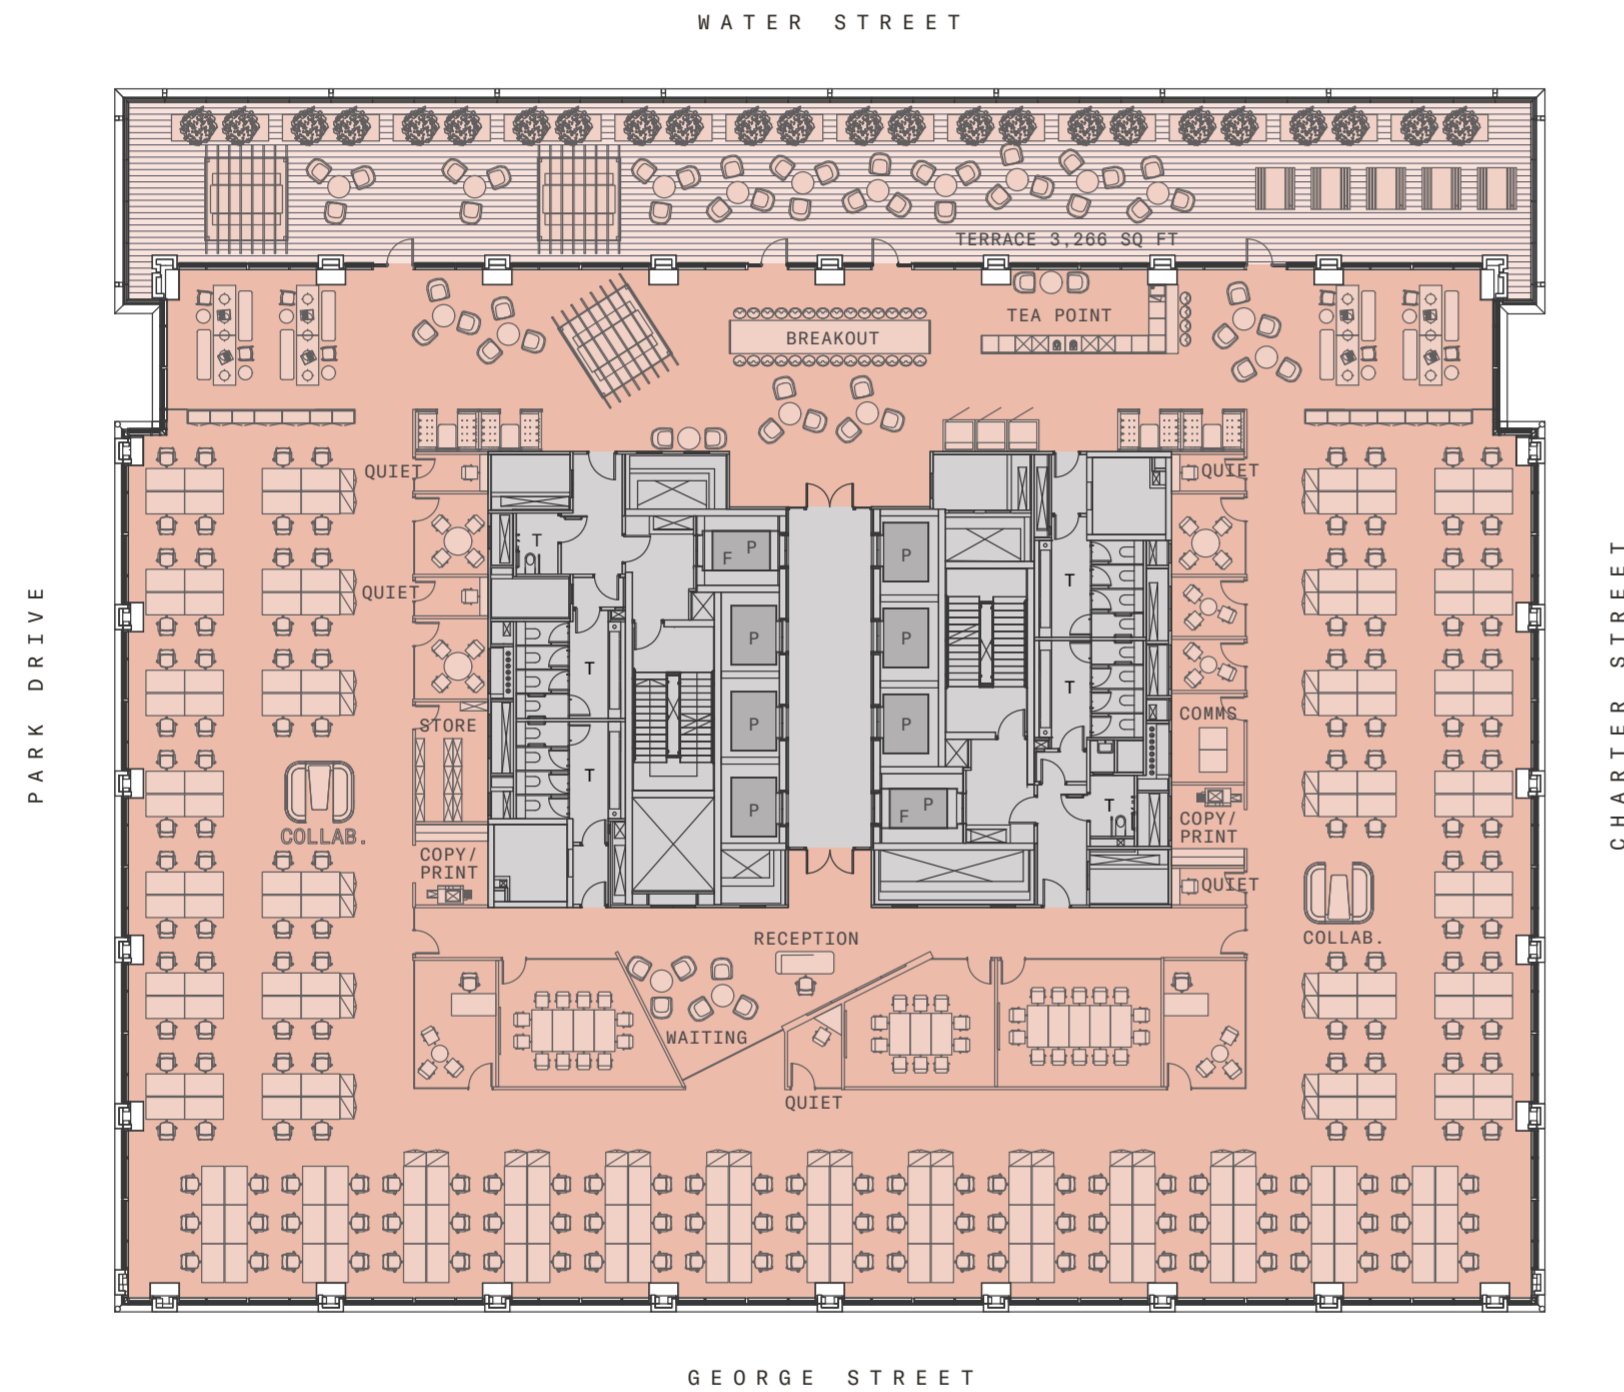 WATER STREET
TERRACE 3,266 SQ FT
TEA POINT
BREAKOUT
QUIET
QUIET
T
F
P
P
T
QUIET
PARK DRIVE
CHARTER STREET
P
P
T
T
STORE
P
P
COMMS
T
COLLAB.
P
F
P
T
COPY/
PRINT
COPY/
PRINT
QUIET
RECEPTION
COLLAB.
WAITING
QUIET
GEORGE STREET